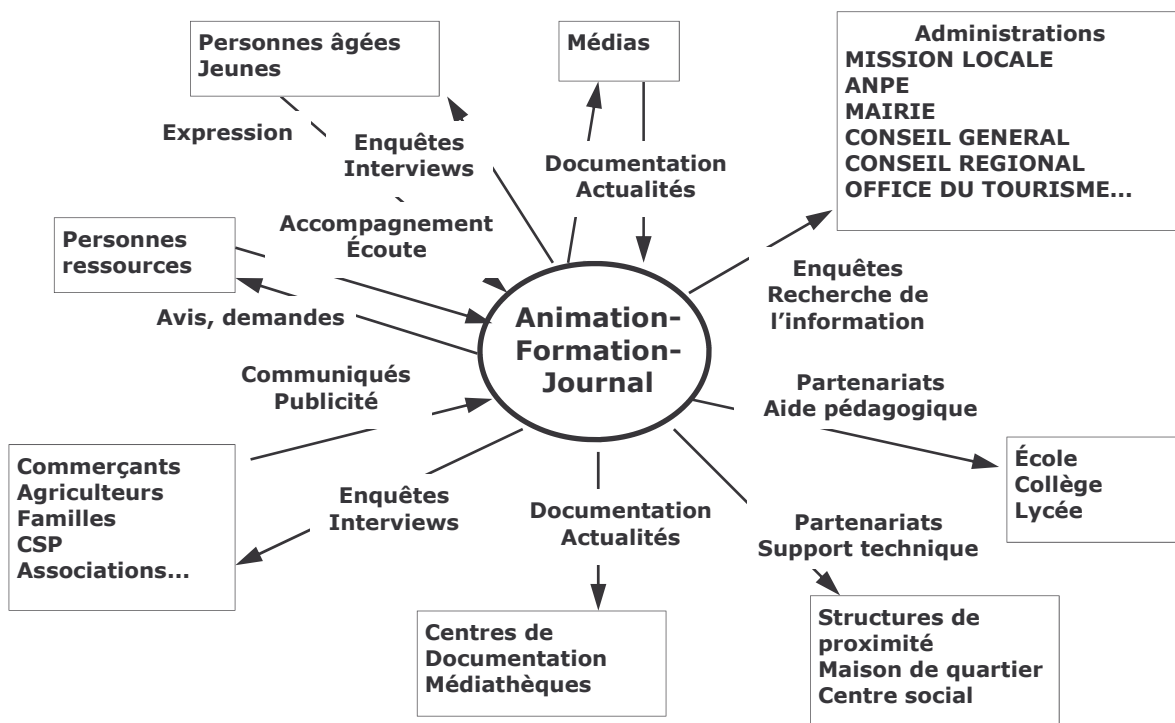 Personnes âgées
Jeunes
Médias
Administrations
MISSION LOCALE
ANPE
MAIRIE
CONSEIL GENERAL
CONSEIL REGIONAL
OFFICE DU TOURISME...
Expression
Enquêtes
Interviews
Documentation
Actualités
Accompagnement
Écoute
Personnes
ressources
Avis, demandes
Enquêtes
Recherche de
l’information
Animation-
Formation-
Journal
Communiqués
Publicité
Partenariats
Aide pédagogique
Commerçants
Agriculteurs
Familles
CSP
Associations...
Enquêtes
Interviews
Documentation
Actualités
École
Collège
Lycée
Partenariats
Support technique
Centres de
Documentation
Médiathèques
Structures de
proximité
Maison de quartier
Centre social